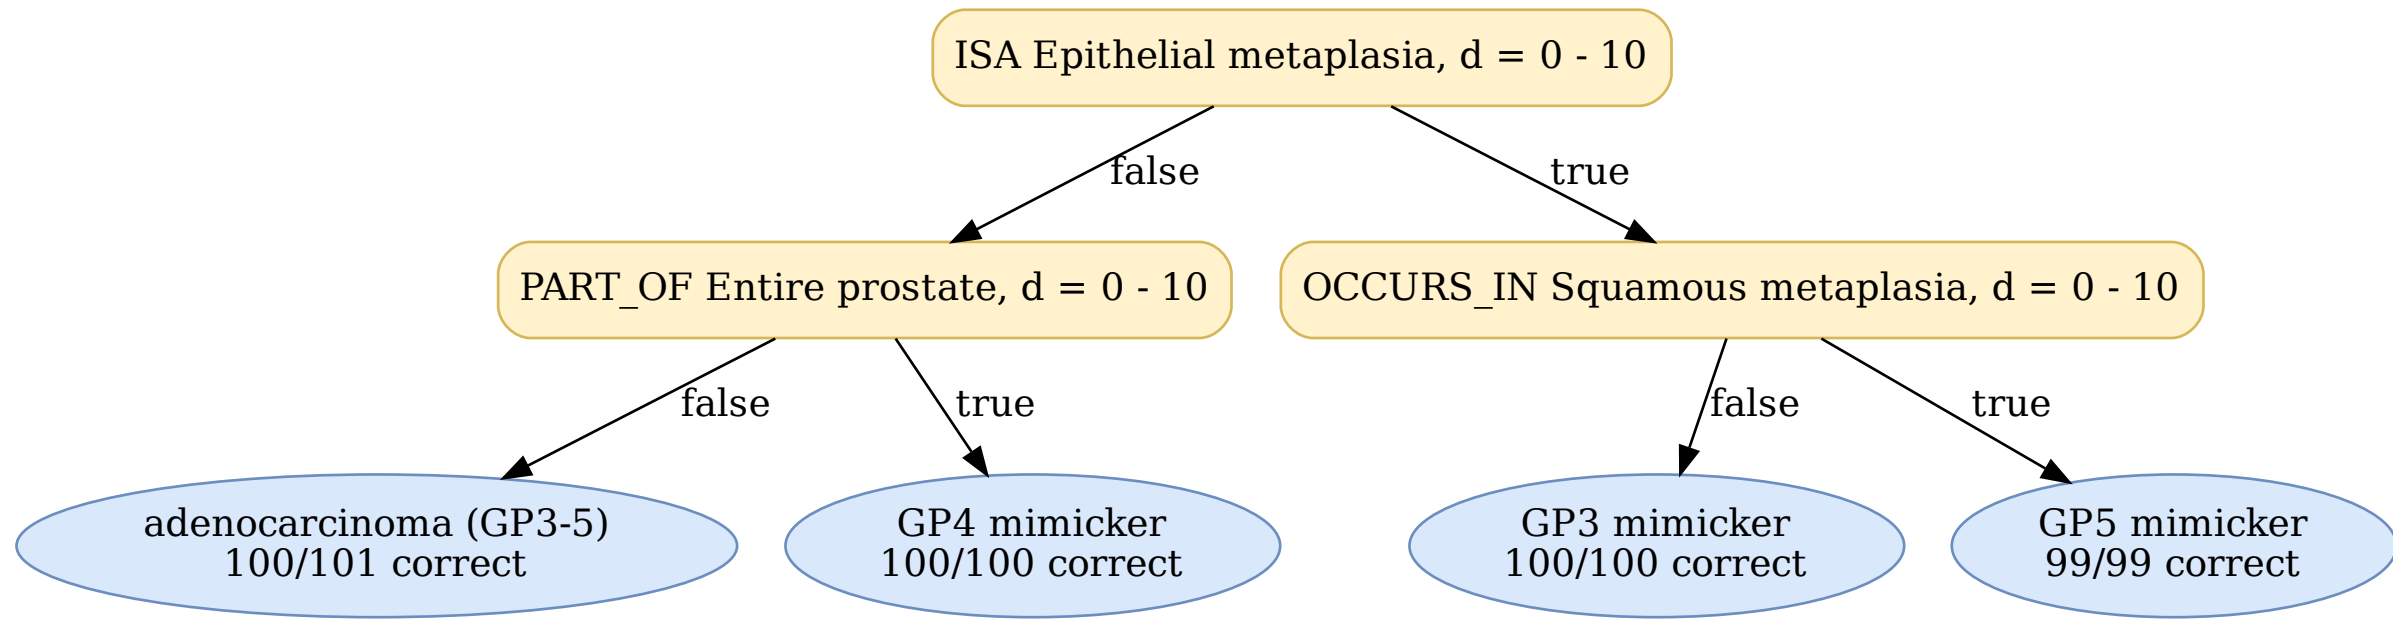 ISA Epithelial metaplasia, d = 0 - 10
false
true
PART_OF Entire prostate, d = 0 - 10
OCCURS_IN Squamous metaplasia, d = 0 - 10
false
true
false
true
adenocarcinoma (GP3-5)
100/101 correct
GP4 mimicker
100/100 correct
GP3 mimicker
100/100 correct
GP5 mimicker
99/99 correct